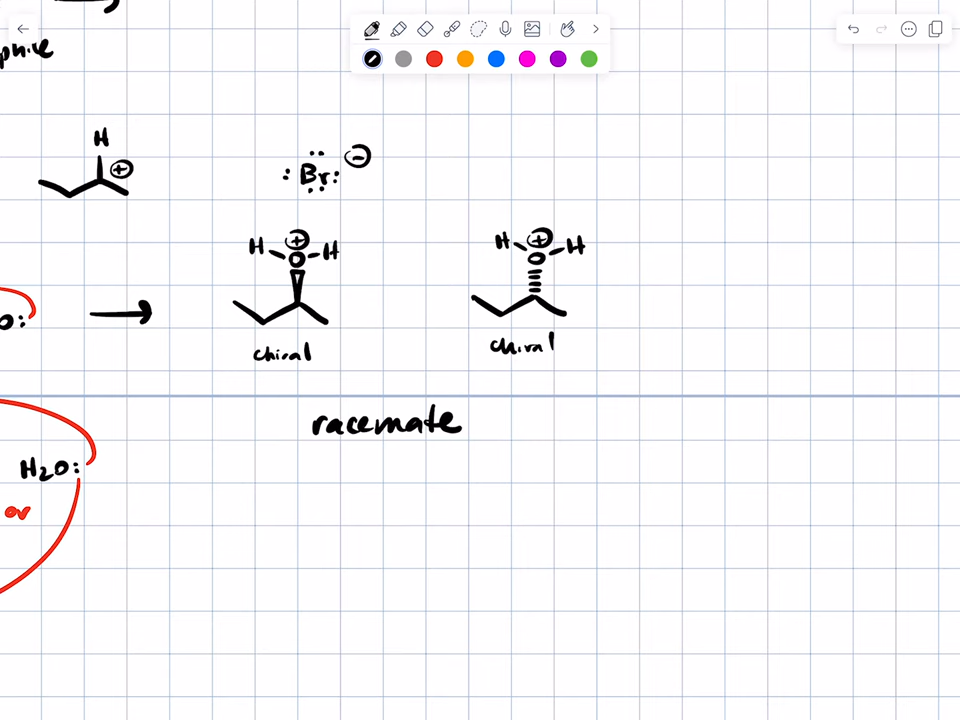 phile
H
⊕
:Br: ⊖
H ⊕ H
O
H ⊕ H
O
O:
chiral
chiral
racemate
H2O:
or